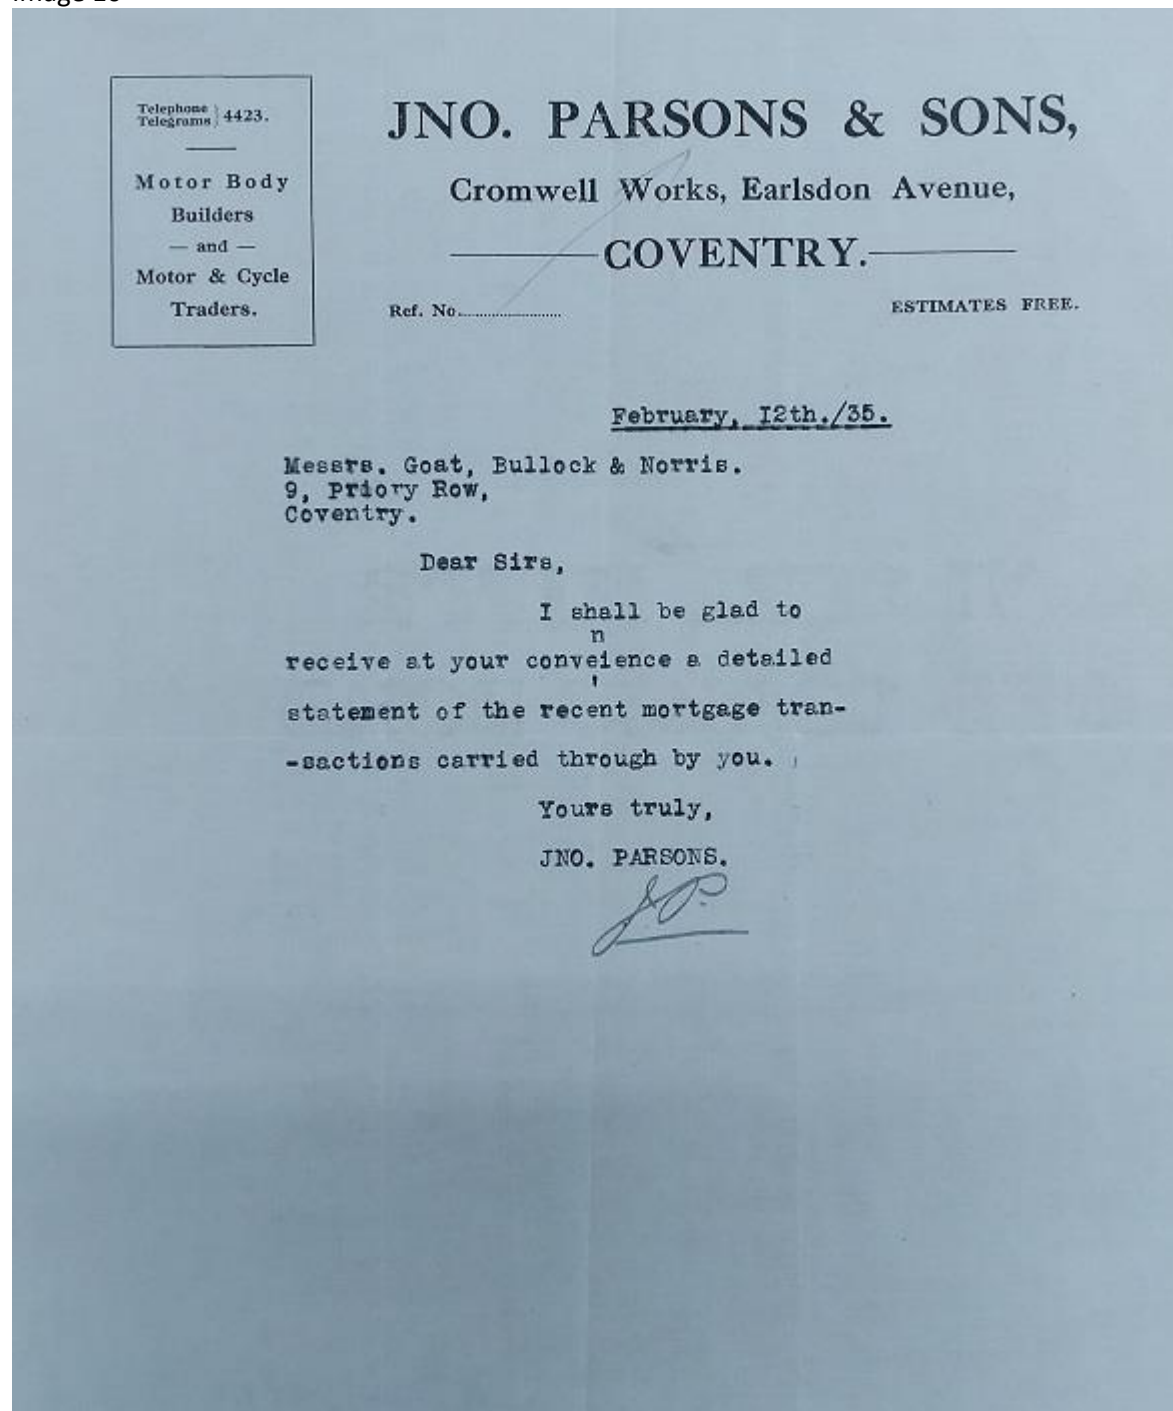 Telephone } 4423.
Telegrams
Motor Body
Builders
— and —
Motor & Cycle
Traders.
JNO. PARSONS & SONS,
Cromwell Works, Earlsdon Avenue,
COVENTRY.
Ref. No.......................
ESTIMATES FREE.
February, I2th./35.
Messrs. Goat, Bullock & Norris.
9, Priory Row,
Coventry.
Dear Sirs,
I shall be glad to
n
receive at your conveience a detailed
statement of the recent mortgage tran-
-sactions carried through by you.
Yours truly,
JNO. PARSONS.
J.P.